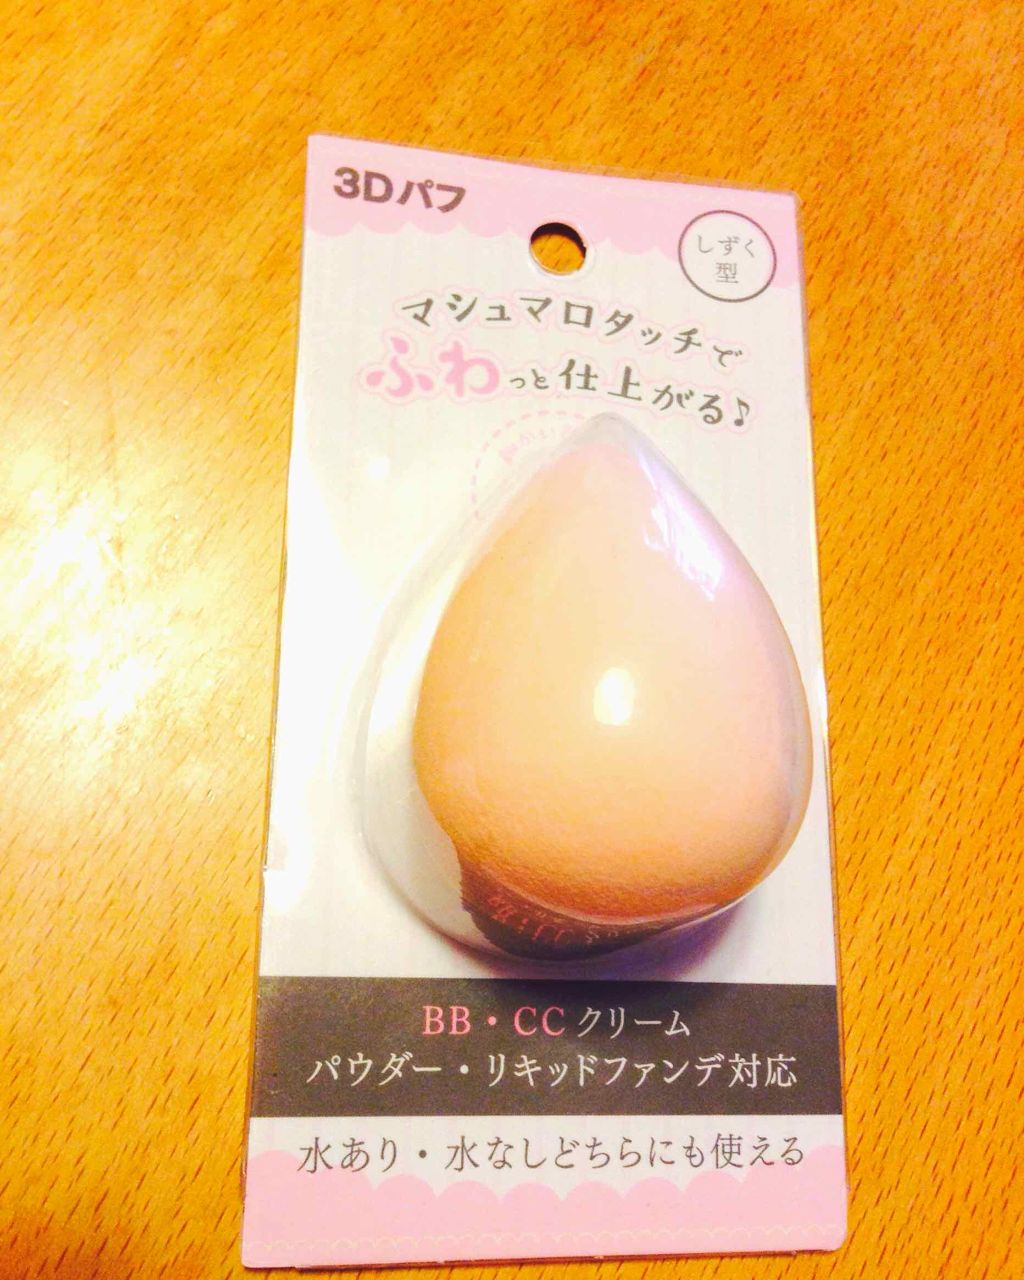 3Dパフ
しずく
型
マシュマロタッチで
ふわっと仕上がる♪
BB・CCクリーム
パウダー・リキッドファンデ対応
水あり・水なしどちらにも使える